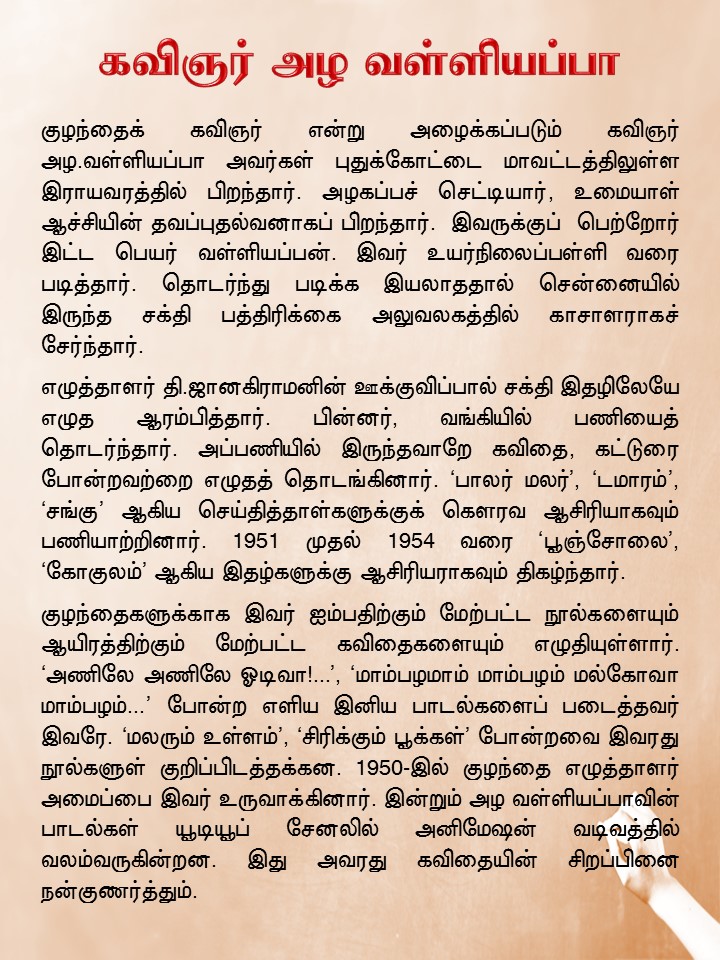 கவிஞர் அழ வள்ளியப்பா
குழந்தைக் கவிஞர் என்று அழைக்கப்படும் கவிஞர்
அழ.வள்ளியப்பா அவர்கள் புதுக்கோட்டை மாவட்டத்திலுள்ள
இராயவரத்தில் பிறந்தார். அழகப்பச் செட்டியார், உமையாள்
ஆச்சியின் தவப்புதல்வனாகப் பிறந்தார். இவருக்குப் பெற்றோர்
இட்ட பெயர் வள்ளியப்பன். இவர் உயர்நிலைப்பள்ளி வரை
படித்தார். தொடர்ந்து படிக்க இயலாததால் சென்னையில்
இருந்த சக்தி பத்திரிக்கை அலுவலகத்தில் காசாளராகச்
சேர்ந்தார்.
எழுத்தாளர் தி.ஜானகிராமனின் ஊக்குவிப்பால் சக்தி இதழிலேயே
எழுத ஆரம்பித்தார். பின்னர், வங்கியில் பணியைத்
தொடர்ந்தார். அப்பணியில் இருந்தவாறே கவிதை, கட்டுரை
போன்றவற்றை எழுதத் தொடங்கினார். ‘பாலர் மலர்’, ‘டமாரம்’,
‘சங்கு’ ஆகிய செய்தித்தாள்களுக்குக் கௌரவ ஆசிரியாகவும்
பணியாற்றினார். 1951 முதல் 1954 வரை ‘பூஞ்சோலை’,
‘கோகுலம்’ ஆகிய இதழ்களுக்கு ஆசிரியராகவும் திகழ்ந்தார்.
குழந்தைகளுக்காக இவர் ஐம்பதிற்கும் மேற்பட்ட நூல்களையும்
ஆயிரத்திற்கும் மேற்பட்ட கவிதைகளையும் எழுதியுள்ளார்.
‘அணிலே அணிலே ஓடிவா!...’, ‘மாம்பழமாம் மாம்பழம் மல்கோவா
மாம்பழம்...’ போன்ற எளிய இனிய பாடல்களைப் படைத்தவர்
இவரே. ‘மலரும் உள்ளம்’, ‘சிரிக்கும் பூக்கள்’ போன்றவை இவரது
நூல்களுள் குறிப்பிடத்தக்கன. 1950-இல் குழந்தை எழுத்தாளர்
அமைப்பை இவர் உருவாக்கினார். இன்றும் அழ வள்ளியப்பாவின்
பாடல்கள் யூடியூப் சேனலில் அனிமேஷன் வடிவத்தில்
வலம்வருகின்றன. இது அவரது கவிதையின் சிறப்பினை
நன்குணர்த்தும்.